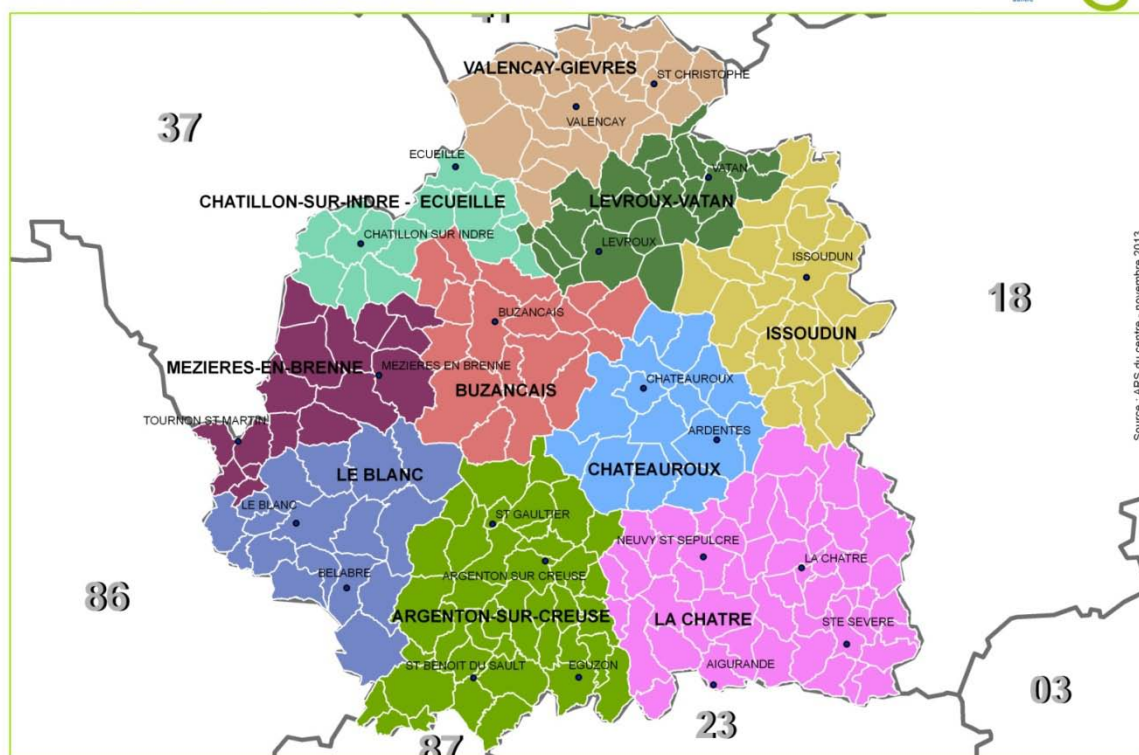 41
VALENCAY-GIEVRES
ST CHRISTOPHE
VALENCAY
37
ECUEILLE
VATAN
CHATILLON-SUR-INDRE - ECUEILLE
LEVROUX-VATAN
CHATILLON SUR INDRE
LEVROUX
ISSOUDUN
Source : ARS du centre - novembre 2013
18
BUZANCAIS
ISSOUDUN
MEZIERES-EN-BRENNE
MEZIERES EN BRENNE
CHATEAUROUX
BUZANCAIS
TOURNON ST MARTIN
ARDENTES
LE BLANC
CHATEAUROUX
LE BLANC
ST GAULTIER
NEUVY ST SEPULCRE
LA CHATRE
ARGENTON SUR CREUSE
BELABRE
86
ARGENTON-SUR-CREUSE
LA CHATRE
STE SEVERE
ST BENOIT DU SAULT
EGUZON
AIGURANDE
03
23
87